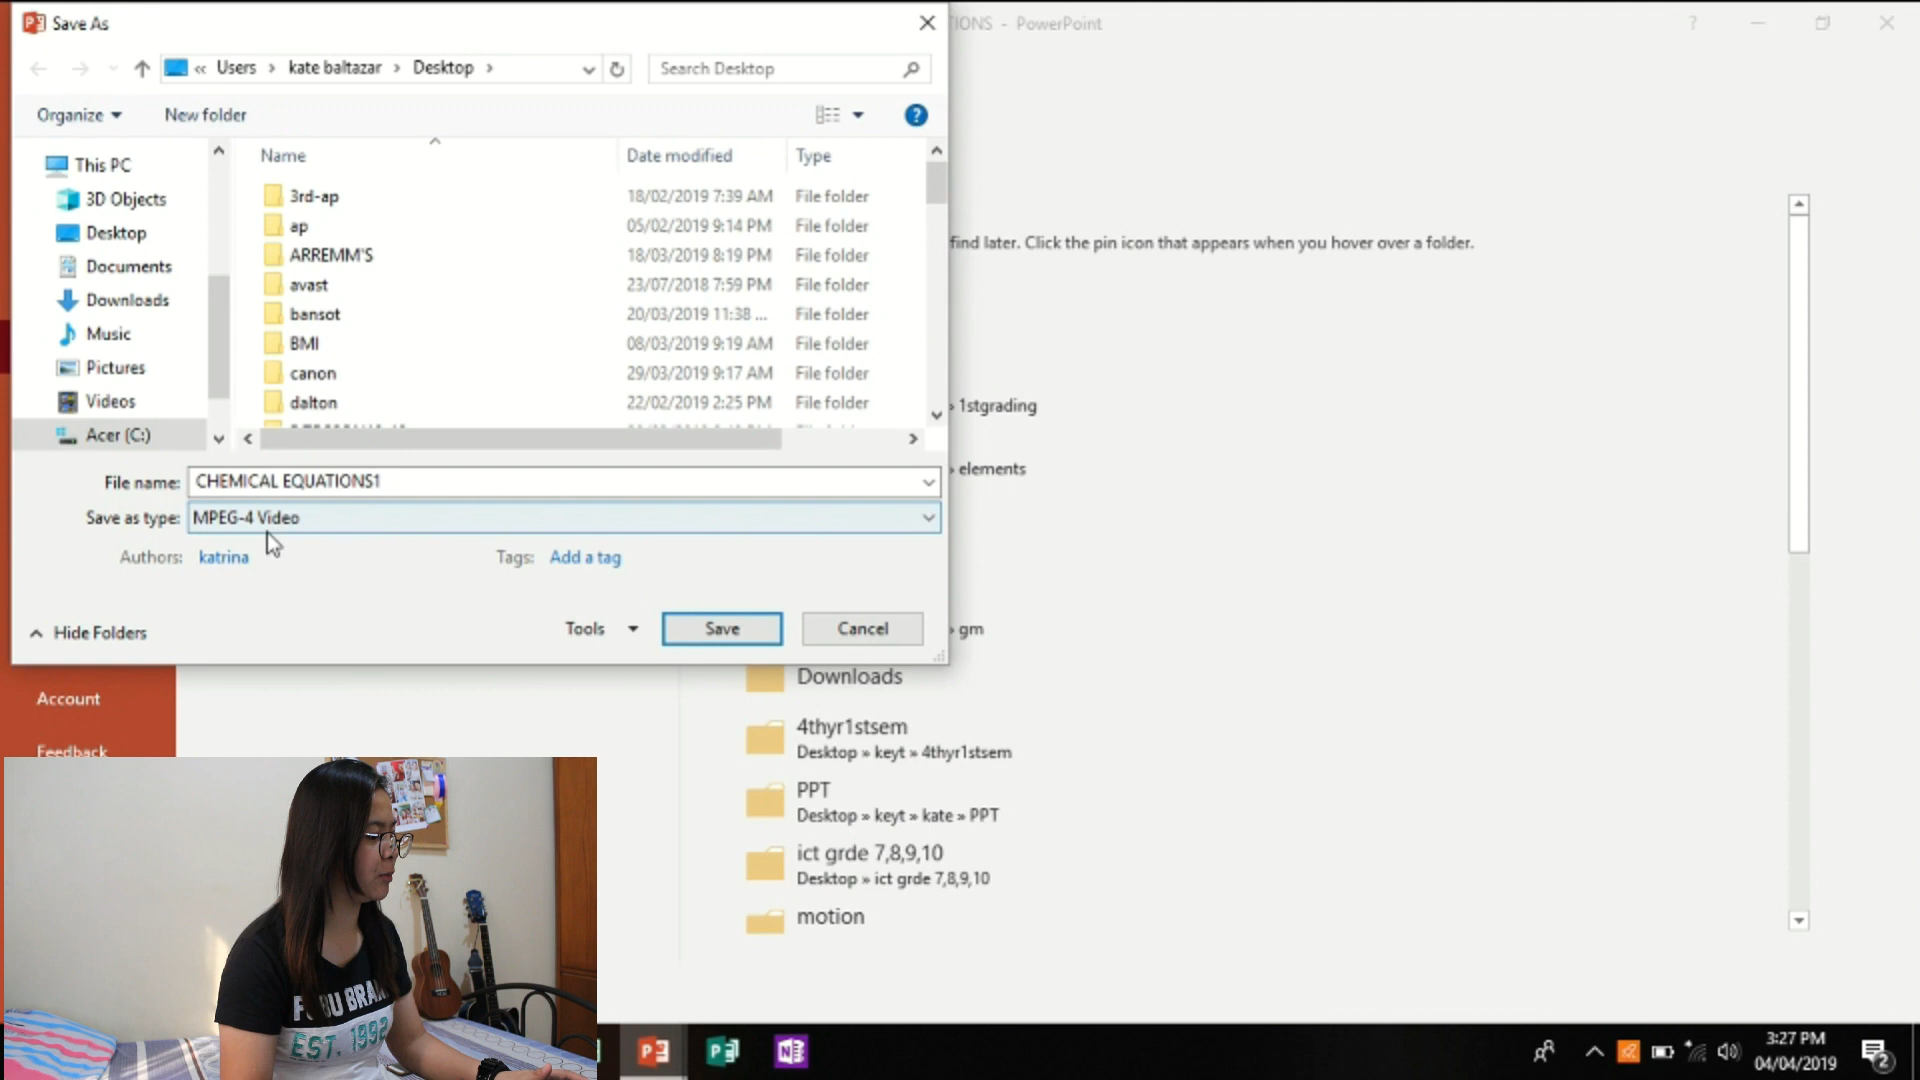 Save As
IONS - PowerPoint
« Users › kate baltazar › Desktop ›
Search Desktop
Organize
New folder
?
This PC
3D Objects
Desktop
Documents
Downloads
Music
Pictures
Videos
Acer (C:)
Name Date modified Type
3rd-ap 18/02/2019 7:39 AM File folder
ap 05/02/2019 9:14 PM File folder
ARREMM'S 18/03/2019 8:19 PM File folder
avast 23/07/2018 7:59 PM File folder
bansot 20/03/2019 11:38 ... File folder
BMI 08/03/2019 9:19 AM File folder
canon 29/03/2019 9:17 AM File folder
dalton 22/02/2019 2:25 PM File folder
File name: CHEMICAL EQUATIONS1
Save as type: MPEG-4 Video
Authors: katrina
Tags: Add a tag
Hide Folders
Tools
Save
Cancel
find later. Click the pin icon that appears when you hover over a folder.
» 1stgrading
» elements
» gm
Downloads
4thyr1stsem
Desktop » keyt » 4thyr1stsem
PPT
Desktop » keyt » kate » PPT
ict grde 7,8,9,10
Desktop » ict grde 7,8,9,10
motion
Account
Feedback
EST. 1992
3:27 PM
04/04/2019
2